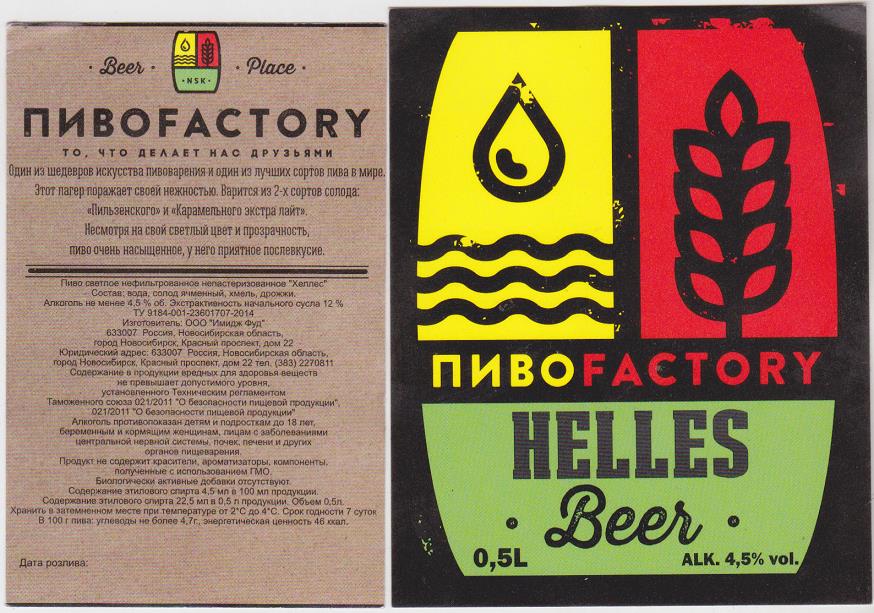 · Beer ·
· Place ·
· NSK ·
ПИВОFACTORY
ТО, ЧТО ДЕЛАЕТ НАС ДРУЗЬЯМИ
Один из шедевров искусства пивоварения и один из лучших сортов пива в мире.
Этот лагер поражает своей нежностью. Варится из 2-х сортов солода:
«Пильзенского» и «Карамельного экстра лайт».
Несмотря на свой светлый цвет и прозрачность,
пиво очень насыщенное, у него приятное послевкусие.
Пиво светлое нефильтрованное непастеризованное "Хеллес"
Состав: вода, солод ячменный, хмель, дрожжи.
Алкоголь не менее 4,5 % об. Экстрактивность начального сусла 12 %
ТУ 9184-001-23601707-2014
Изготовитель: ООО "Имидж Фуд"
633007 Россия, Новосибирская область,
город Новосибирск, Красный проспект, дом 22
Юридический адрес: 633007 Россия, Новосибирская область,
город Новосибирск, Красный проспект, дом 22 тел. (383) 2270811
Содержание в продукции вредных для здоровья веществ
не превышает допустимого уровня,
установленного Техническим регламентом
Таможенного союза 021/2011 "О безопасности пищевой продукции".
021/2011 "О безопасности пищевой продукции"
Алкоголь противопоказан детям и подросткам до 18 лет,
беременным и кормящим женщинам, лицам с заболеваниями
центральной нервной системы, почек, печени и других
органов пищеварения.
Продукт не содержит красители, ароматизаторы, компоненты,
полученные с использованием ГМО.
Биологически активные добавки отсутствуют.
Содержание этилового спирта 4,5 мл в 100 мл продукции.
Содержание этилового спирта 22,5 мл в 0,5 л продукции. Объем 0,5л.
Хранить в затемненном месте при температуре от 2°С до 4°С. Срок годности 7 суток
В 100 г пива: углеводы не более 4,7г., энергетическая ценность 46 ккал.
Дата розлива:
ПИВОFACTORY
HELLES
· Beer ·
0,5L
ALK. 4,5% vol.